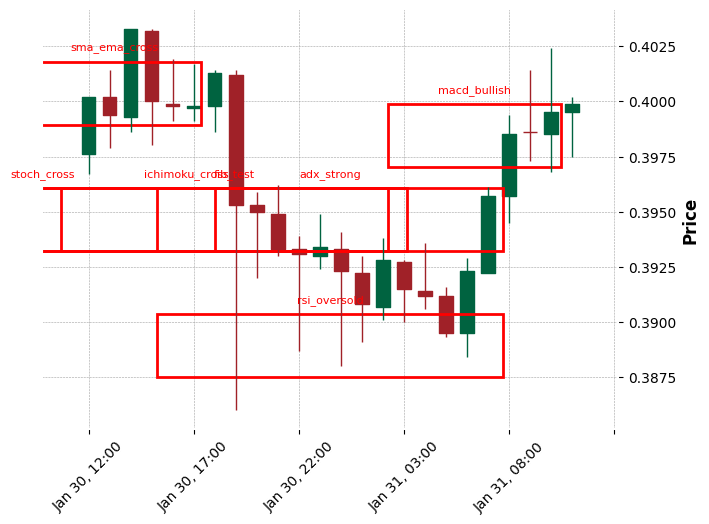 sma_ema_cross
0.4025
macd_bullish
0.4000
0.3975
stoch_cross
ichimoku_cross
adx_strong
0.3950
Price
0.3925
rsi_oversold
0.3900
0.3875
Jan 30, 12:00
Jan 30, 17:00
Jan 30, 22:00
Jan 31, 03:00
Jan 31, 08:00